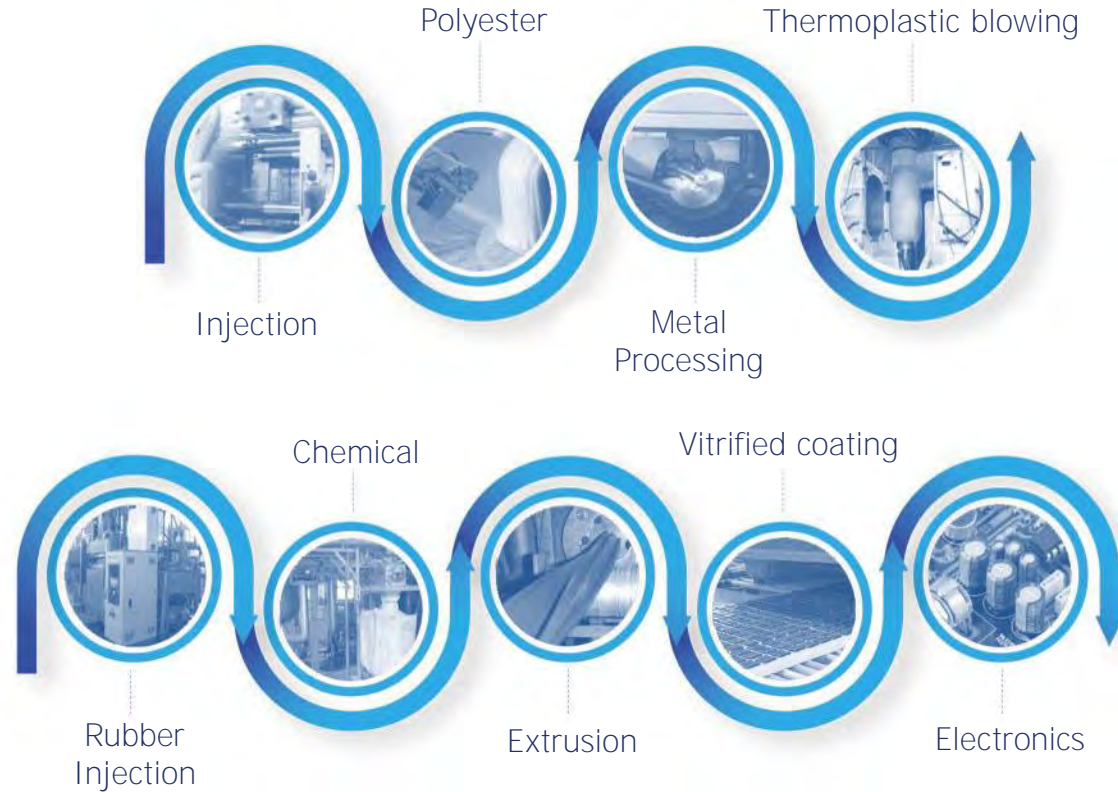 Polyester
Thermoplastic blowing
Injection
Metal
Processing
Chemical
Vitrified coating
Rubber
Injection
Extrusion
Electronics